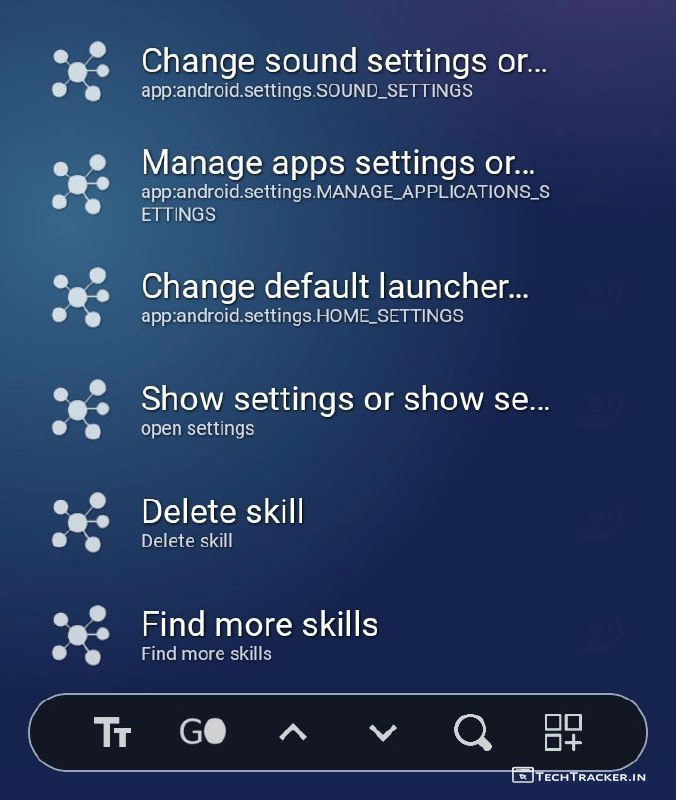 Change sound settings or...
app:android.settings.SOUND_SETTINGS
Manage apps settings or...
app:android.settings.MANAGE_APPLICATIONS_S
ETTINGS
Change default launcher...
app:android.settings.HOME_SETTINGS
Show settings or show se...
open settings
Delete skill
Delete skill
Find more skills
Find more skills
TT GO
TECHTRACKER.IN